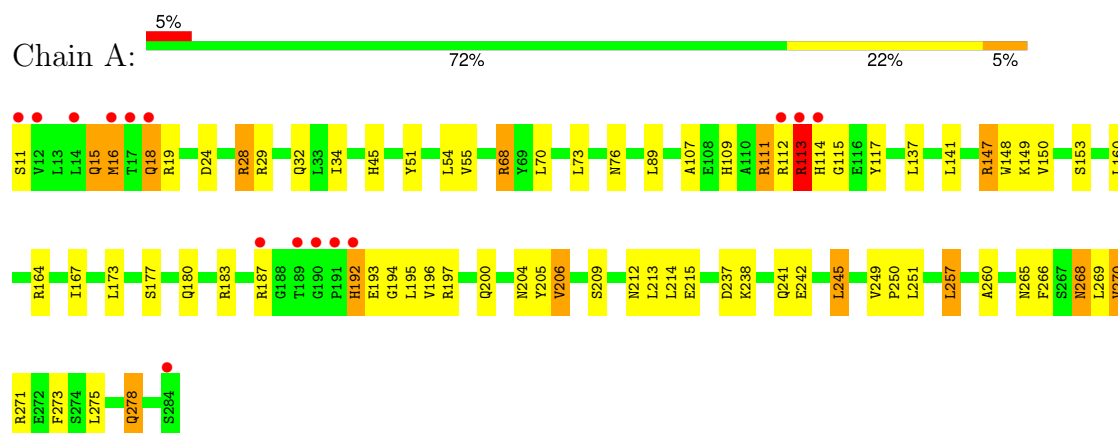 5%
Chain A:
72% 22% 5%
S11 V12 L13 L14 Q15 M16 T17 Q18 R19 D24 R28 R29 Q32 L33 I34 H45 Y51 L54 V55 R68 Y69 L70 L73 N76 L89 A107 E108 H109 A110 R111 R112 R113 H114 G115 E116 Y117 L137 L141 R147 W148 K149 V150 S153 L160
R164 I167 L173 S177 Q180 R183 R187 G188 T189 G190 P191 H192 E193 G194 L195 V196 R197 Q200 N204 Y205 V206 S209 N212 L213 L214 E215 D237 K238 Q241 E242 L245 V249 P250 L251 L257 A260 N265 F266 S267 N268 L269 V270
R271 E272 F273 S274 L275 Q278 S284